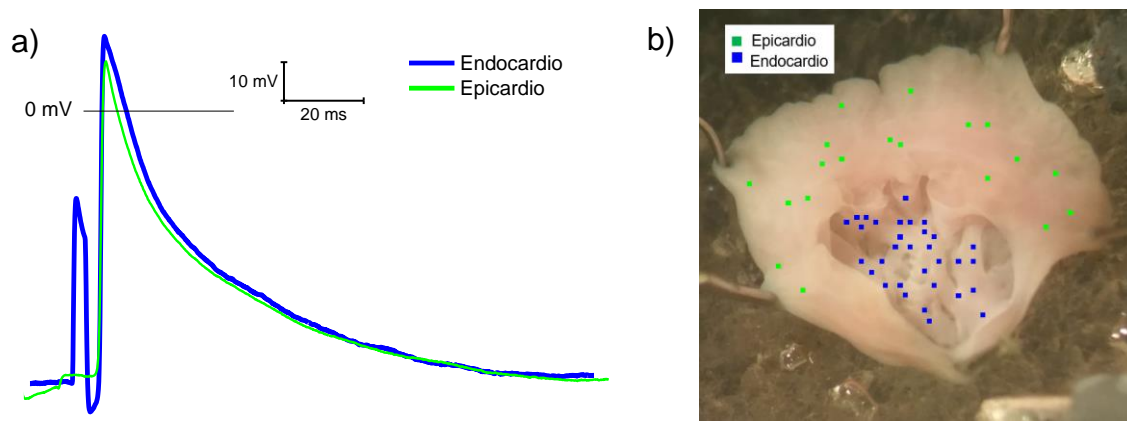 a)
10 mV
20 ms
0 mV
Endocardio
Epicardio
b)
Epicardio
Endocardio